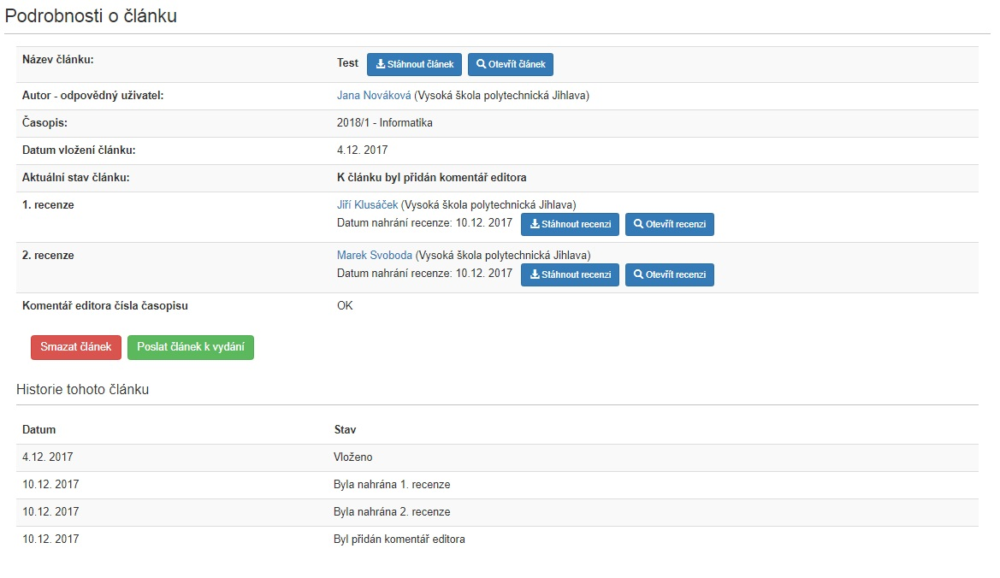 Podrobnosti o článku
Název článku: Test Stáhnout článek Otevřít článek
Autor - odpovědný uživatel: Jana Nováková (Vysoká škola polytechnická Jihlava)
Časopis: 2018/1 - Informatika
Datum vložení článku: 4.12. 2017
Aktuální stav článku: K článku byl přidán komentář editora
1. recenze Jiří Klusáček (Vysoká škola polytechnická Jihlava)
Datum nahrání recenze: 10.12. 2017 Stáhnout recenzi Otevřít recenzi
2. recenze Marek Svoboda (Vysoká škola polytechnická Jihlava)
Datum nahrání recenze: 10.12. 2017 Stáhnout recenzi Otevřít recenzi
Komentář editora čísla časopisu OK
Smazat článek Poslat článek k vydání
Historie tohoto článku
Datum Stav
4.12. 2017 Vloženo
10.12. 2017 Byla nahrána 1. recenze
10.12. 2017 Byla nahrána 2. recenze
10.12. 2017 Byl přidán komentář editora